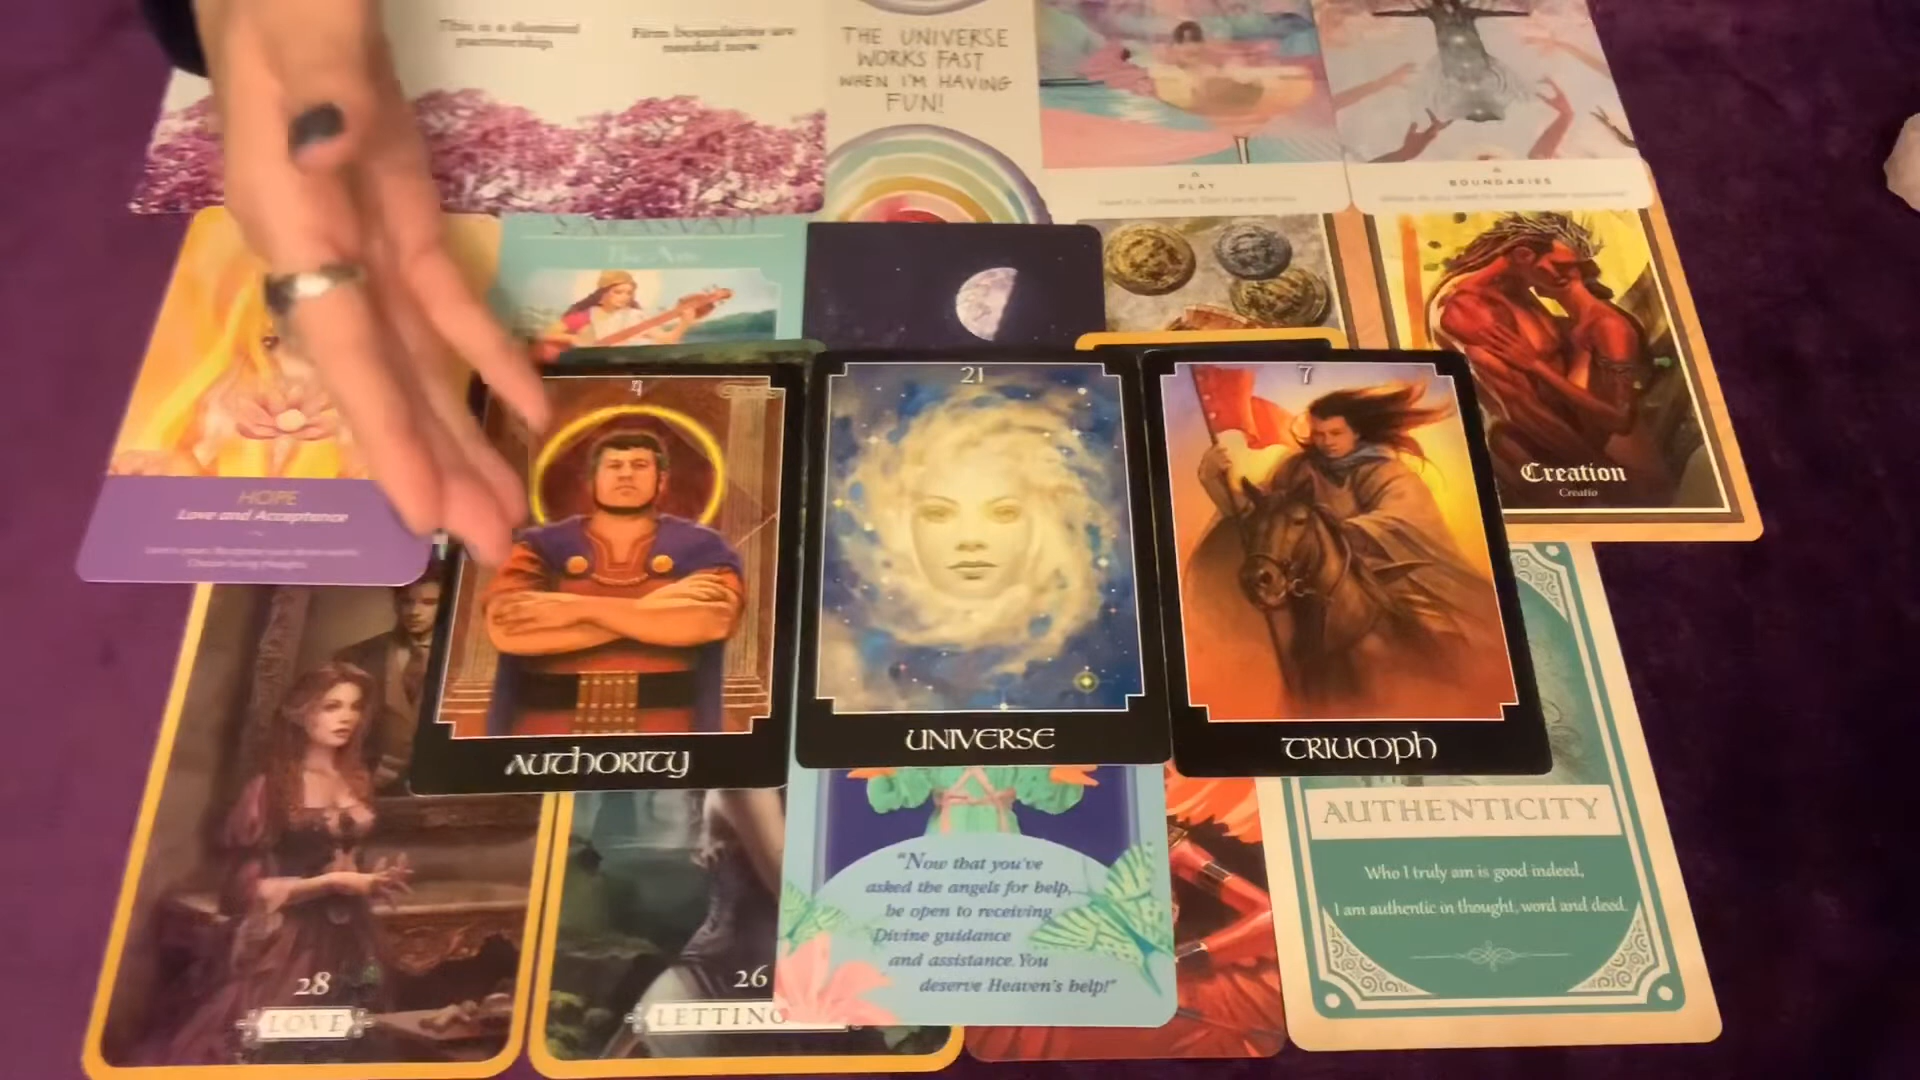 This is a
partnership
Firm boundaries are
needed now
THE UNIVERSE
WORKS FAST
WHEN I'M HAVING
FUN!
PLAY
BOUNDARIES
HOPE
Love and Acceptance
Creation
Creatio
4
AUTHORITY
21
UNIVERSE
7
TRIUMPH
28
LOVE
26
LETTING
"Now that you've
asked the angels for help,
be open to receiving
Divine guidance
and assistance. You
deserve Heaven's help!"
AUTHENTICITY
Who I truly am is good indeed,
I am authentic in thought, word and deed.